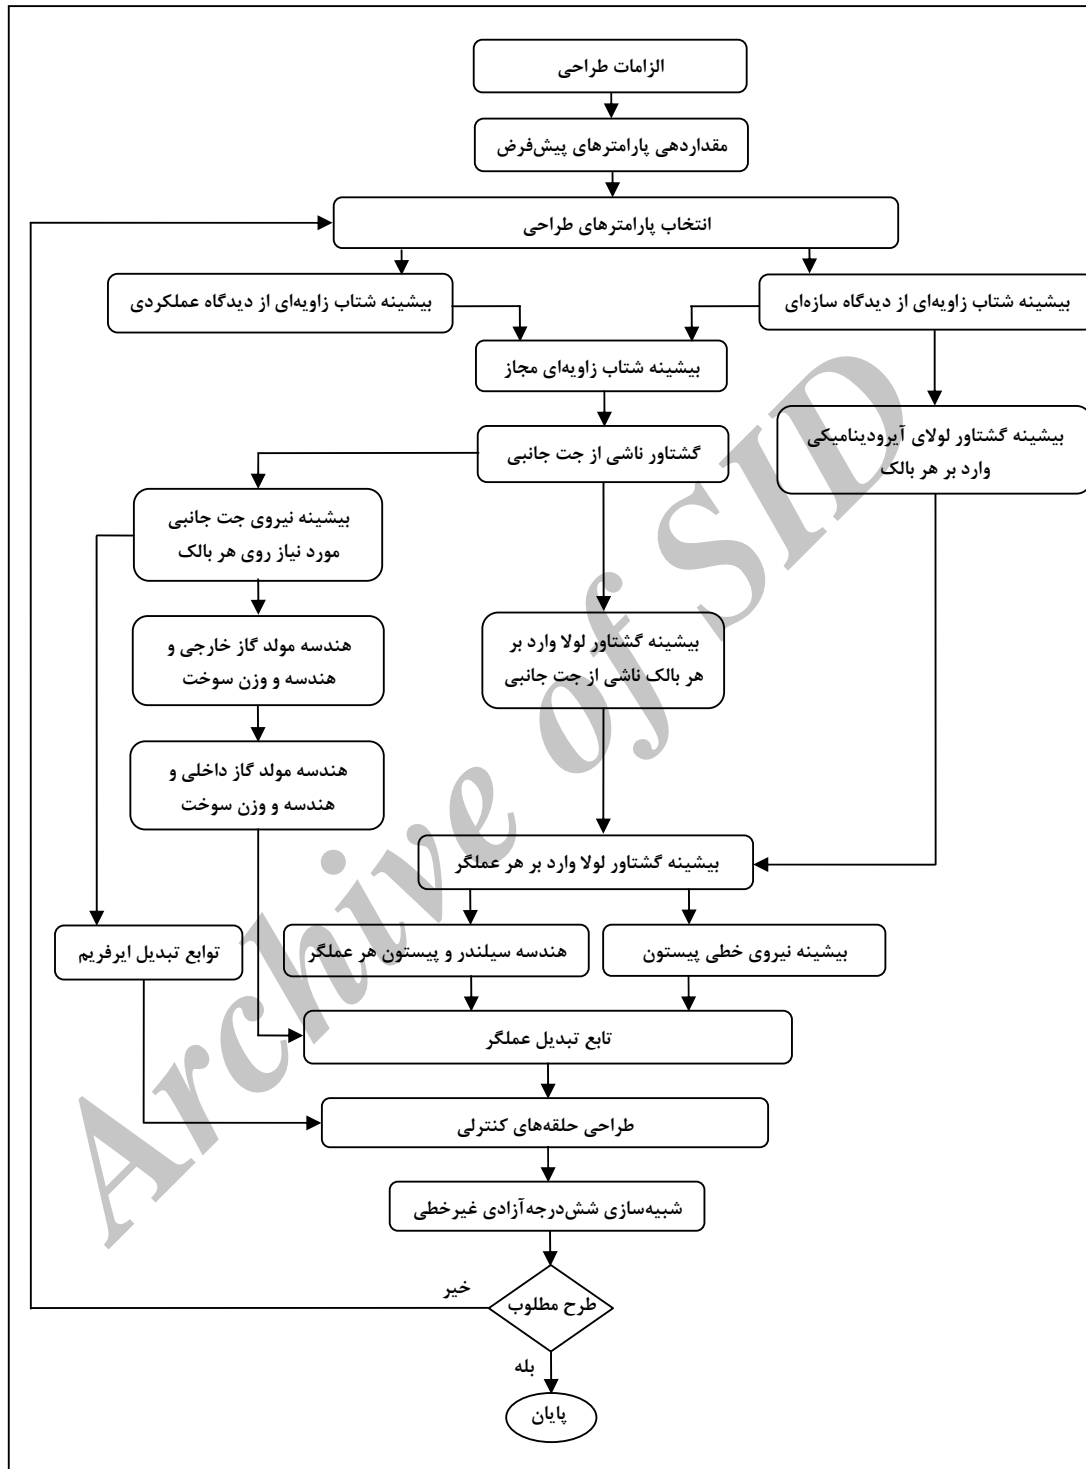 الزامات طراحی
مقداردهی پارامترهای پیش‌فرض
انتخاب پارامترهای طراحی
بیشینه شتاب زاویه‌ای از دیدگاه سازه‌ای
بیشینه شتاب زاویه‌ای از دیدگاه عملکردی
بیشینه شتاب زاویه‌ای مجاز
بیشینه گشتاور لولای آیرودینامیکی
وارد بر هر بالک
گشتاور ناشی از جت جانبی
بیشینه نیروی جت جانبی
مورد نیاز روی هر بالک
بیشینه گشتاور لولا وارد بر
هر بالک ناشی از جت جانبی
هندسه مولد گاز خارجی و
هندسه و وزن سوخت
هندسه مولد گاز داخلی و
هندسه و وزن سوخت
بیشینه گشتاور لولا وارد بر هر عملگر
بیشینه نیروی خطی پیستون
هندسه سیلندر و پیستون هر عملگر
توابع تبدیل ایرفریم
تابع تبدیل عملگر
طراحی حلقه‌های کنترلی
شبیه‌سازی شش‌درجه‌آزادی غیرخطی
خیر
طرح مطلوب
بله
پایان
Archive of SID